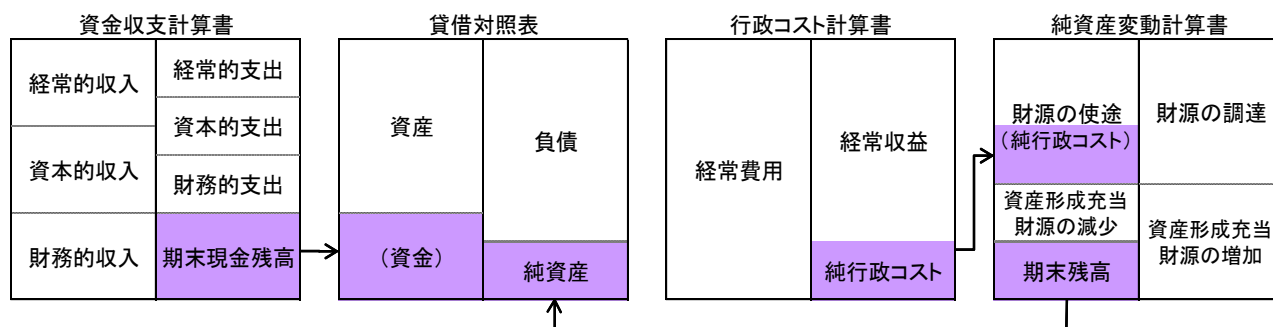 資金収支計算書
経常的収入
資本的収入
財務的収入
経常的支出
資本的支出
財務的支出
期末現金残高
貸借対照表
資産
（資金）
負債
純資産
行政コスト計算書
経常費用
経常収益
純行政コスト
純資産変動計算書
財源の使途
（純行政コスト）
資産形成充当
財源の減少
期末残高
財源の調達
資産形成充当
財源の増加